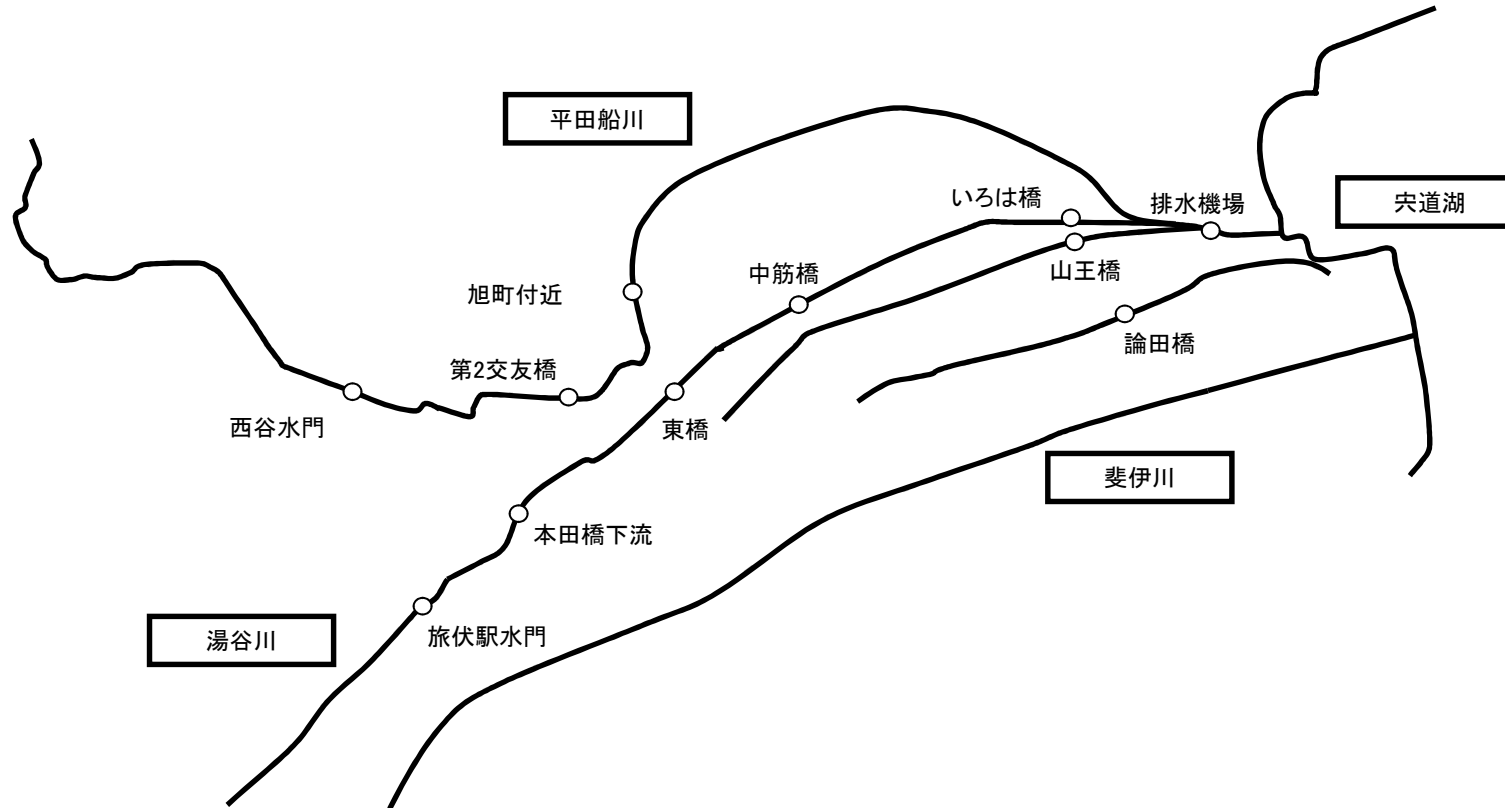 平田船川
いろは橋
排水機場
宍道湖
中筋橋
山王橋
旭町付近
論田橋
第2交友橋
西谷水門
東橋
斐伊川
本田橋下流
湯谷川
旅伏駅水門